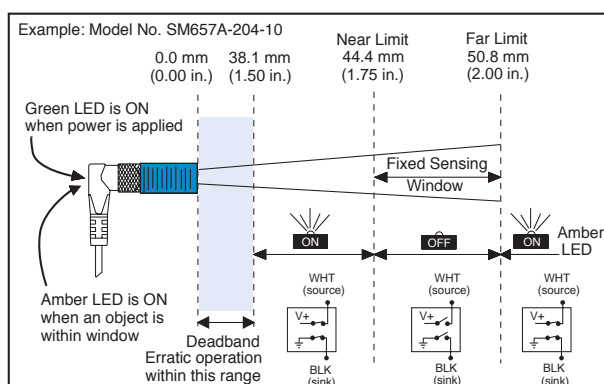 Example: Model No. SM657A-204-10
0.0 mm
(0.00 in.)
38.1 mm
(1.50 in.)
Near Limit
44.4 mm
(1.75 in.)
Far Limit
50.8 mm
(2.00 in.)
Green LED is ON
when power is applied
Fixed Sensing
Window
ON
OFF
ON
Amber
LED
Amber LED is ON
when an object is
within window
WHT
(source)
V+
BLK
(sink)
WHT
(source)
V+
BLK
(sink)
WHT
(source)
V+
BLK
(sink)
Deadband
Erratic operation
within this range